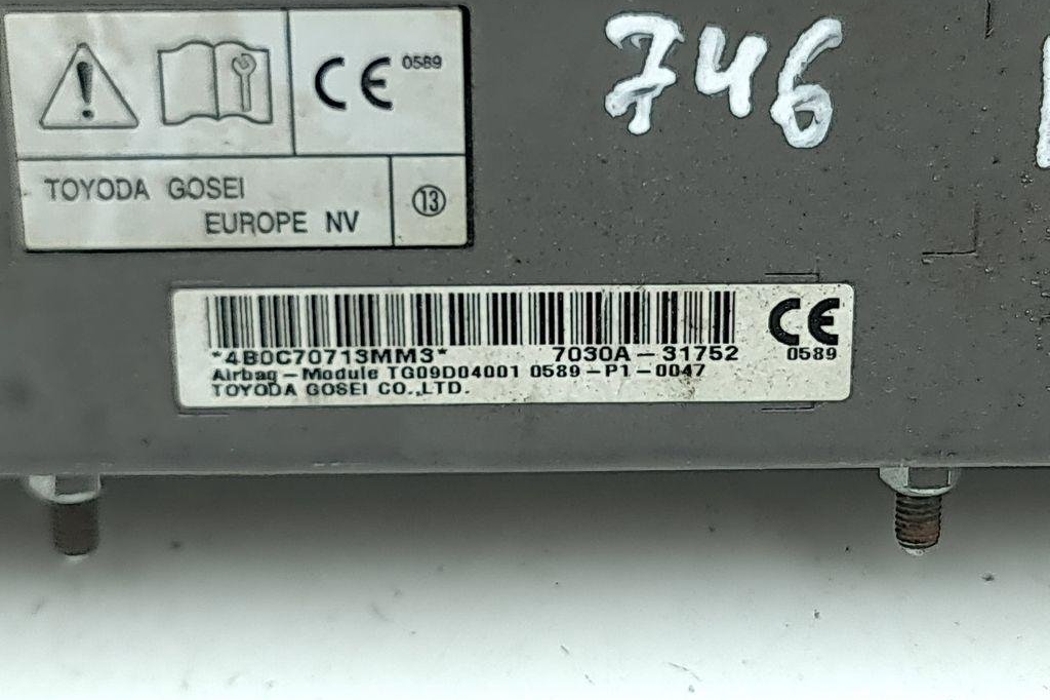 CE 0589
746
TOYODA GOSEI
EUROPE NV
⑬
*4B0C70713MM3* 7030A-31752
Airbag-Module TG09D04001 0589-P1-0047
TOYODA GOSEI CO.,LTD.
CE
0589